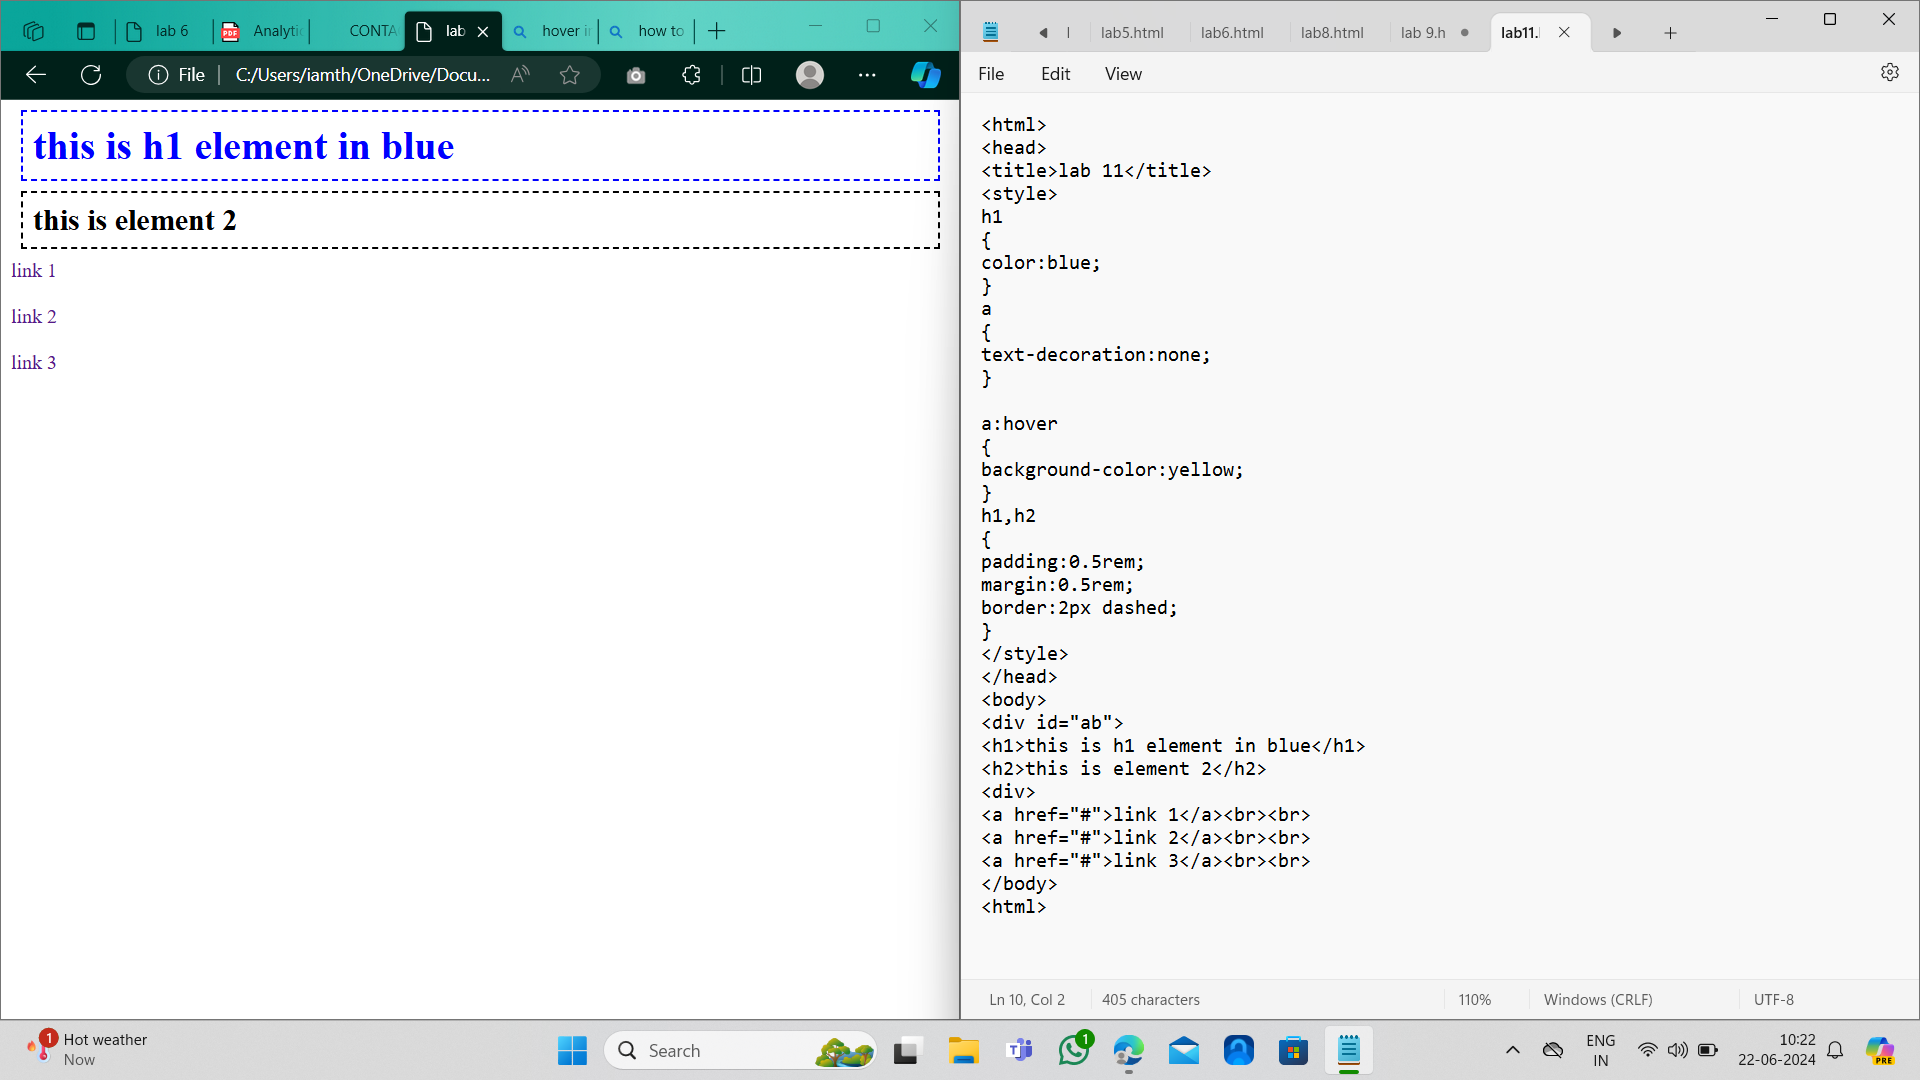 lab 6
Analytic
CONTA
lab
hover i
how to
File
C:/Users/iamth/OneDrive/Docu...
this is h1 element in blue
this is element 2
link 1
link 2
link 3
lab5.html
lab6.html
lab8.html
lab 9.h
lab11.
File Edit View
<html>
<head>
<title>lab 11</title>
<style>
h1
{
color:blue;
}
a
{
text-decoration:none;
}
a:hover
{
background-color:yellow;
}
h1,h2
{
padding:0.5rem;
margin:0.5rem;
border:2px dashed;
}
</style>
</head>
<body>
<div id="ab">
<h1>this is h1 element in blue</h1>
<h2>this is element 2</h2>
<div>
<a href="#">link 1</a><br><br>
<a href="#">link 2</a><br><br>
<a href="#">link 3</a><br><br>
</body>
<html>
Ln 10, Col 2
405 characters
110%
Windows (CRLF)
UTF-8
1
Hot weather
Now
Search
1
ENG
IN
10:22
22-06-2024
PRE